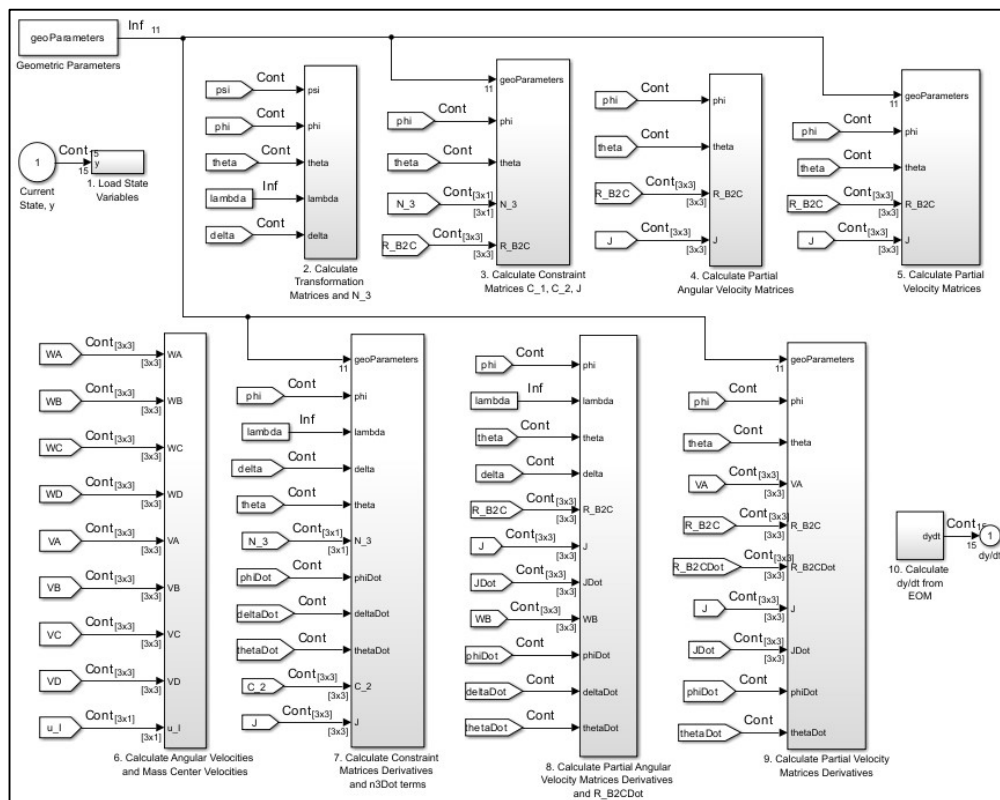 geoParameters
Inf
11
Geometric Parameters
1
Cont
15
Current
State, y
5
y
1. Load State
Variables
psi
Cont
psi
phi
Cont
phi
theta
Cont
theta
lambda
Inf
lambda
delta
Cont
delta
2. Calculate
Transformation
Matrices and N_3
geoParameters
11
phi
Cont
phi
theta
Cont
theta
N_3
Cont[3x1]
[3x1]
N_3
R_B2C
Cont[3x3]
[3x3]
R_B2C
3. Calculate Constraint
Matrices C_1, C_2, J
phi
Cont
phi
theta
Cont
theta
R_B2C
Cont[3x3]
[3x3]
R_B2C
J
Cont[3x3]
[3x3]
J
4. Calculate Partial
Angular Velocity Matrices
geoParameters
11
phi
Cont
phi
theta
Cont
theta
R_B2C
Cont[3x3]
[3x3]
R_B2C
J
Cont[3x3]
[3x3]
J
5. Calculate Partial
Velocity Matrices
WA
Cont[3x3]
[3x3]
WA
WB
Cont[3x3]
[3x3]
WB
WC
Cont[3x3]
[3x3]
WC
WD
Cont[3x3]
[3x3]
WD
VA
Cont[3x3]
[3x3]
VA
VB
Cont[3x3]
[3x3]
VB
VC
Cont[3x3]
[3x3]
VC
VD
Cont[3x3]
[3x3]
VD
u_I
Cont[3x1]
[3x1]
u_I
6. Calculate Angular Velocities
and Mass Center Velocities
geoParameters
11
phi
Cont
phi
lambda
Inf
lambda
delta
Cont
delta
theta
Cont
theta
N_3
Cont[3x1]
[3x1]
N_3
phiDot
Cont
phiDot
deltaDot
Cont
deltaDot
thetaDot
Cont
thetaDot
C_2
Cont[3x3]
[3x3]
C_2
J
Cont[3x3]
[3x3]
J
7. Calculate Constraint
Matrices Derivatives
and n3Dot terms
phi
Cont
phi
lambda
Inf
lambda
theta
Cont
theta
delta
Cont
delta
R_B2C
Cont[3x3]
[3x3]
R_B2C
J
Cont[3x3]
[3x3]
J
JDot
Cont[3x3]
[3x3]
JDot
WB
Cont[3x3]
[3x3]
WB
phiDot
Cont
phiDot
deltaDot
Cont
deltaDot
thetaDot
Cont
thetaDot
8. Calculate Partial Angular
Velocity Matrices Derivatives
and R_B2CDot
geoParameters
11
phi
Cont
phi
theta
Cont
theta
VA
Cont[3x3]
[3x3]
VA
R_B2C
Cont[3x3]
[3x3]
R_B2C
R_B2CDot
Cont[3x3]
[3x3]
R_B2CDot
J
Cont[3x3]
[3x3]
J
JDot
Cont[3x3]
[3x3]
JDot
phiDot
Cont
phiDot
thetaDot
Cont
thetaDot
9. Calculate Partial Velocity
Matrices Derivatives
dydt
Cont
15
1
dy/dt
10. Calculate
dy/dt from
EOM